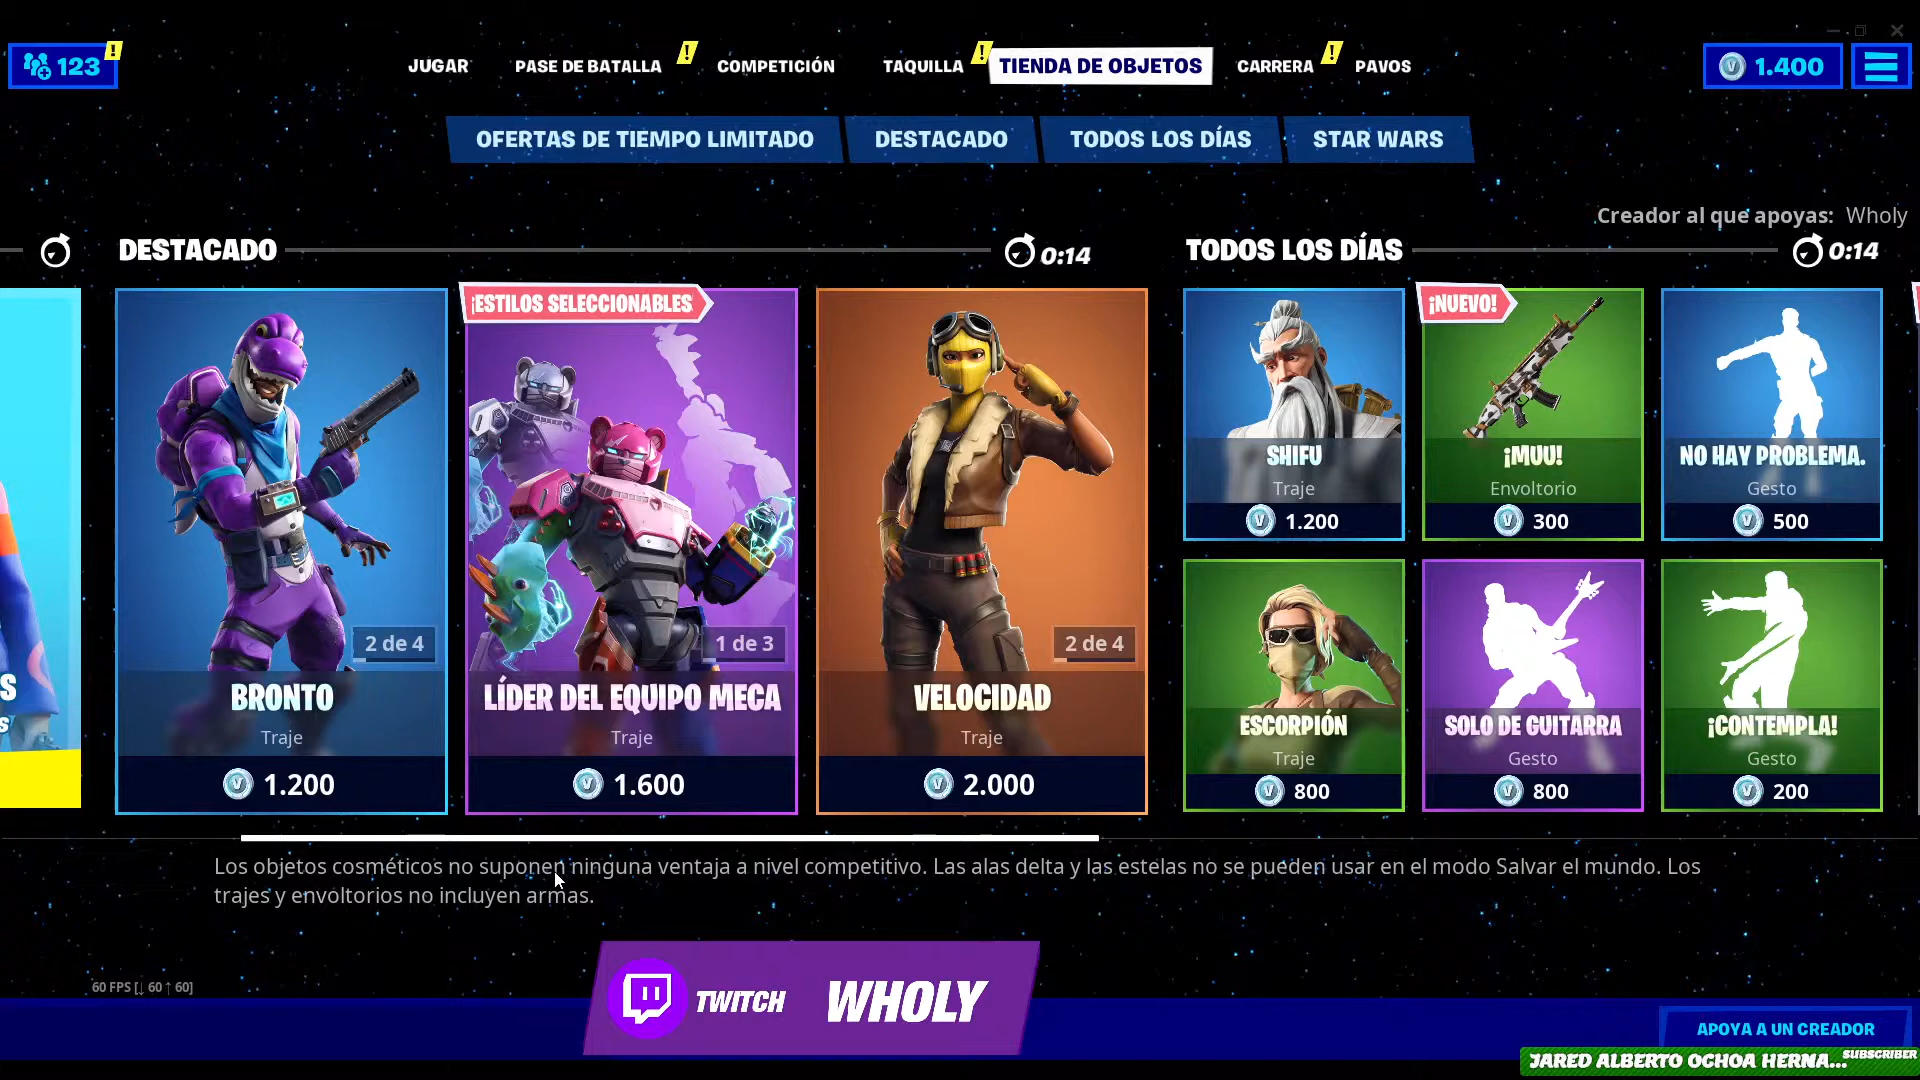 123
!
JUGAR
PASE DE BATALLA
!
COMPETICIÓN
TAQUILLA
!
TIENDA DE OBJETOS
CARRERA
!
PAVOS
1.400
OFERTAS DE TIEMPO LIMITADO
DESTACADO
TODOS LOS DÍAS
STAR WARS
Creador al que apoyas: Wholy
DESTACADO
0:14
TODOS LOS DÍAS
0:14
2 de 4
BRONTO
Traje
1.200
¡ESTILOS SELECCIONABLES
1 de 3
LÍDER DEL EQUIPO MECA
Traje
1.600
2 de 4
VELOCIDAD
Traje
2.000
SHIFU
Traje
1.200
¡NUEVO!
¡MUU!
Envoltorio
300
NO HAY PROBLEMA.
Gesto
500
ESCORPIÓN
Traje
800
SOLO DE GUITARRA
Gesto
800
¡CONTEMPLA!
Gesto
200
Los objetos cosméticos no suponen ninguna ventaja a nivel competitivo. Las alas delta y las estelas no se pueden usar en el modo Salvar el mundo. Los
trajes y envoltorios no incluyen armas.
60 FPS [↓ 60 ↑ 60]
TWITCH WHOLY
APOYA A UN CREADOR
JARED ALBERTO OCHOA HERNA... SUBSCRIBER